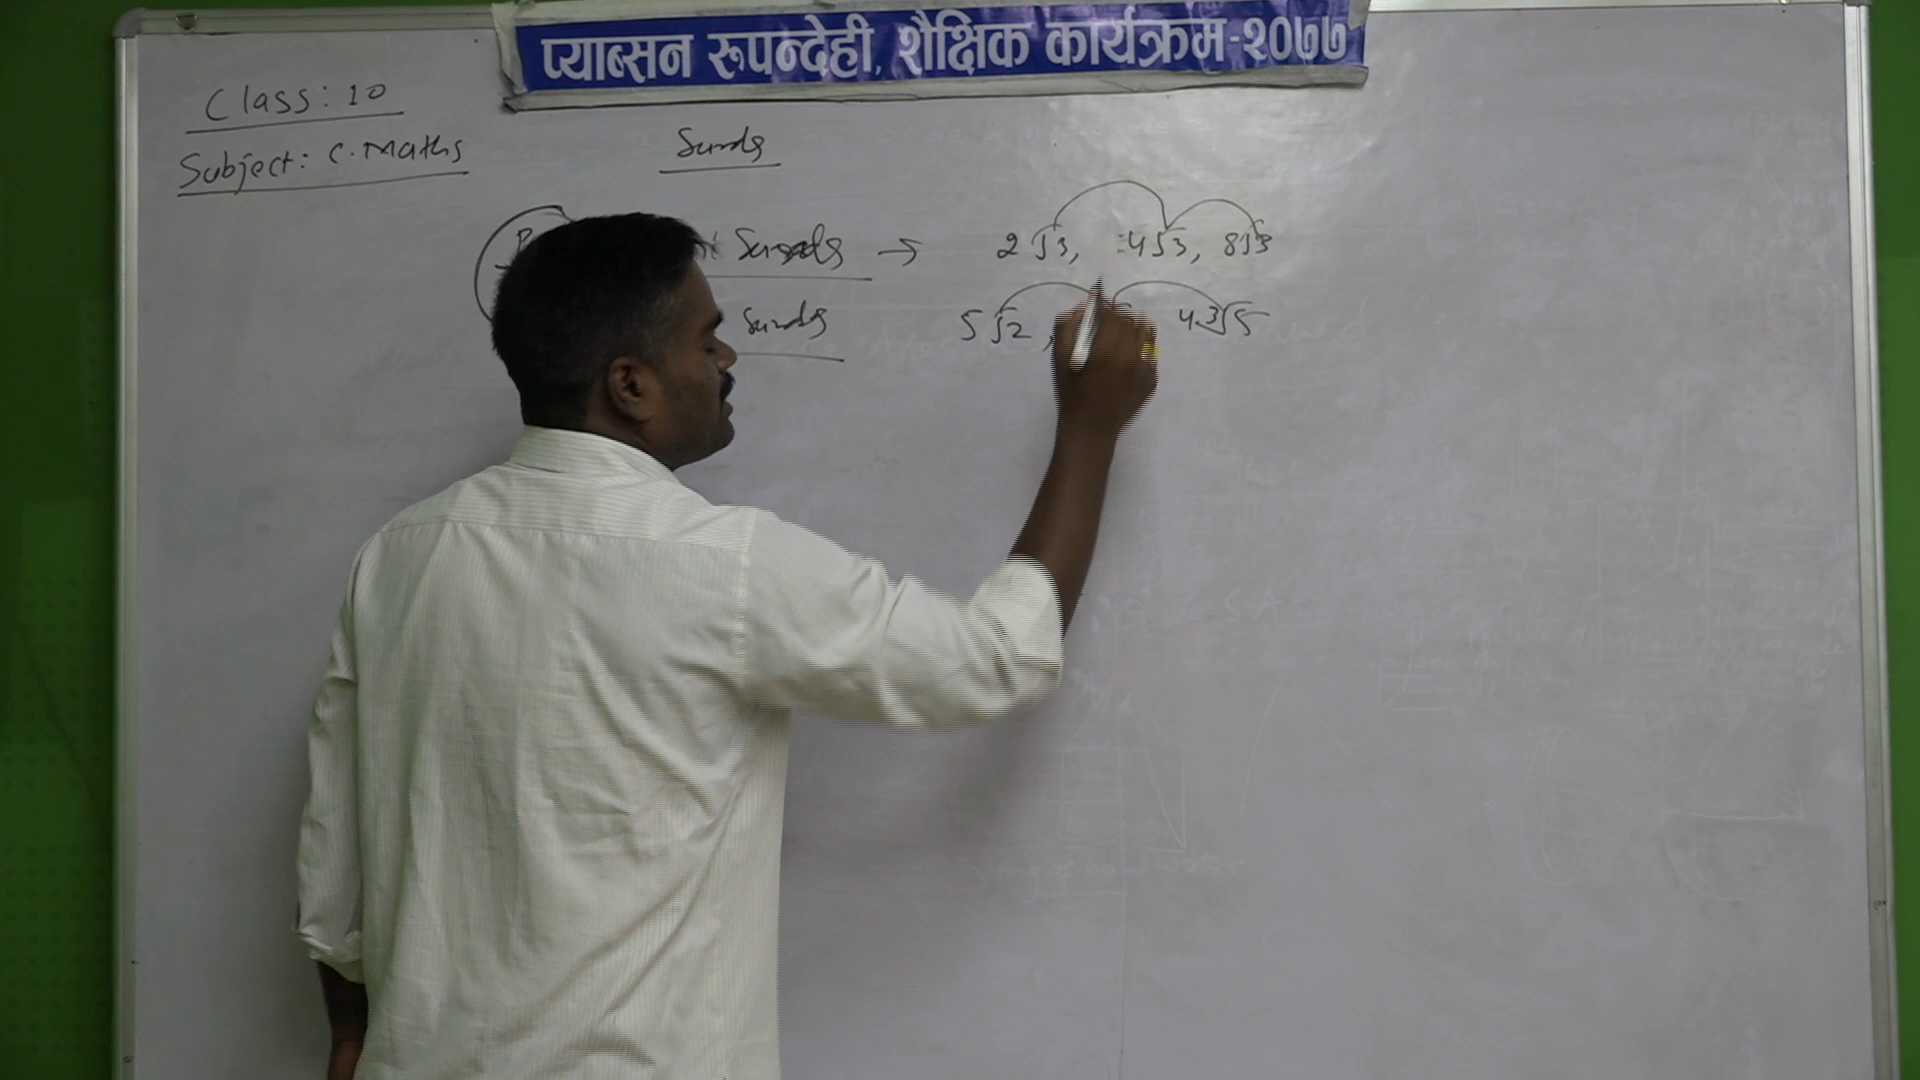 प्याब्सन रूपन्देही, शैक्षिक कार्यक्रम-२०७७
Class: 10
Subject: C. Maths
Surds
Surds → 2√3, 4√3, 8√3
Surds 5√2, 4∛5